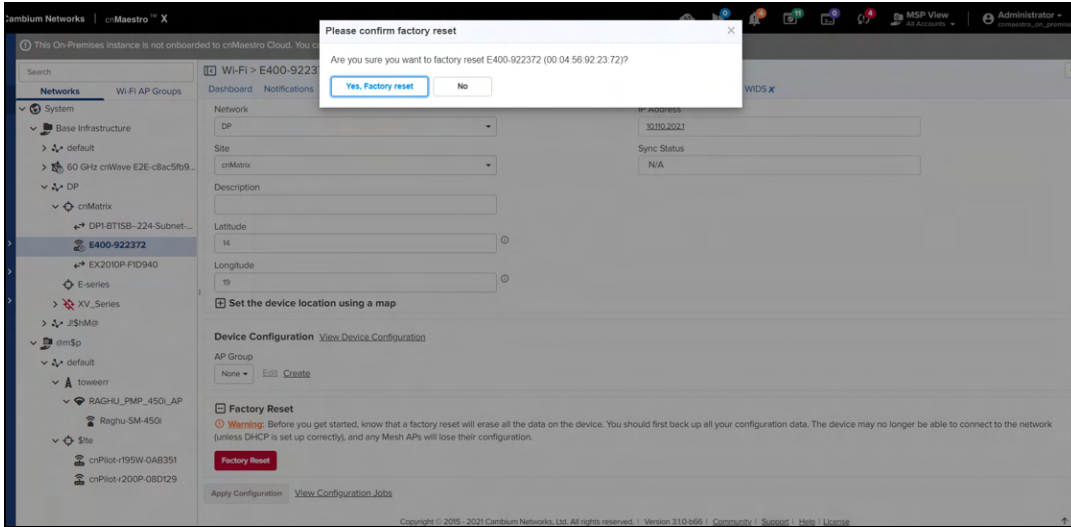 Cambium Networks | cnMaestro™ X
0 4 11 0 4
MSP View
All Accounts
Administrator
cnmaestro_on_premise
Please confirm factory reset
Are you sure you want to factory reset E400-922372 (00:04:56:92:23:72)?
Yes, Factory reset No
This On-Premises instance is not onboarded to cnMaestro Cloud. You c
Search
Networks Wi-Fi AP Groups
System
Base Infrastructure
default
60 GHz cnWave E2E-c8ac5fb9...
DP
cnMatrix
DP1-BT15B--224-Subnet-...
E400-922372
EX2010P-F1D940
E-series
XV_Series
J!$hM@
@m$p
default
toweerr
RAGHU_PMP_450i_AP
Raghu-SM-450i
$!te
cnPilot-r195W-0AB351
cnPilot-r200P-08D129
Wi-Fi > E400-9223
Dashboard Notifications
WIDS X
Network
DP
IP Address
10.110.202.1
Site
cnMatrix
Sync Status
N/A
Description
Latitude
14
Longitude
19
Set the device location using a map
Device Configuration View Device Configuration
AP Group
None Edit Create
Factory Reset
Warning: Before you get started, know that a factory reset will erase all the data on the device. You should first back up all your configuration data. The device may no longer be able to connect to the network
(unless DHCP is set up correctly), and any Mesh APs will lose their configuration.
Factory Reset
Apply Configuration View Configuration Jobs
Copyright © 2015 - 2021 Cambium Networks, Ltd. All rights reserved. | Version 3.1.0-b66 | Community | Support | Help | License